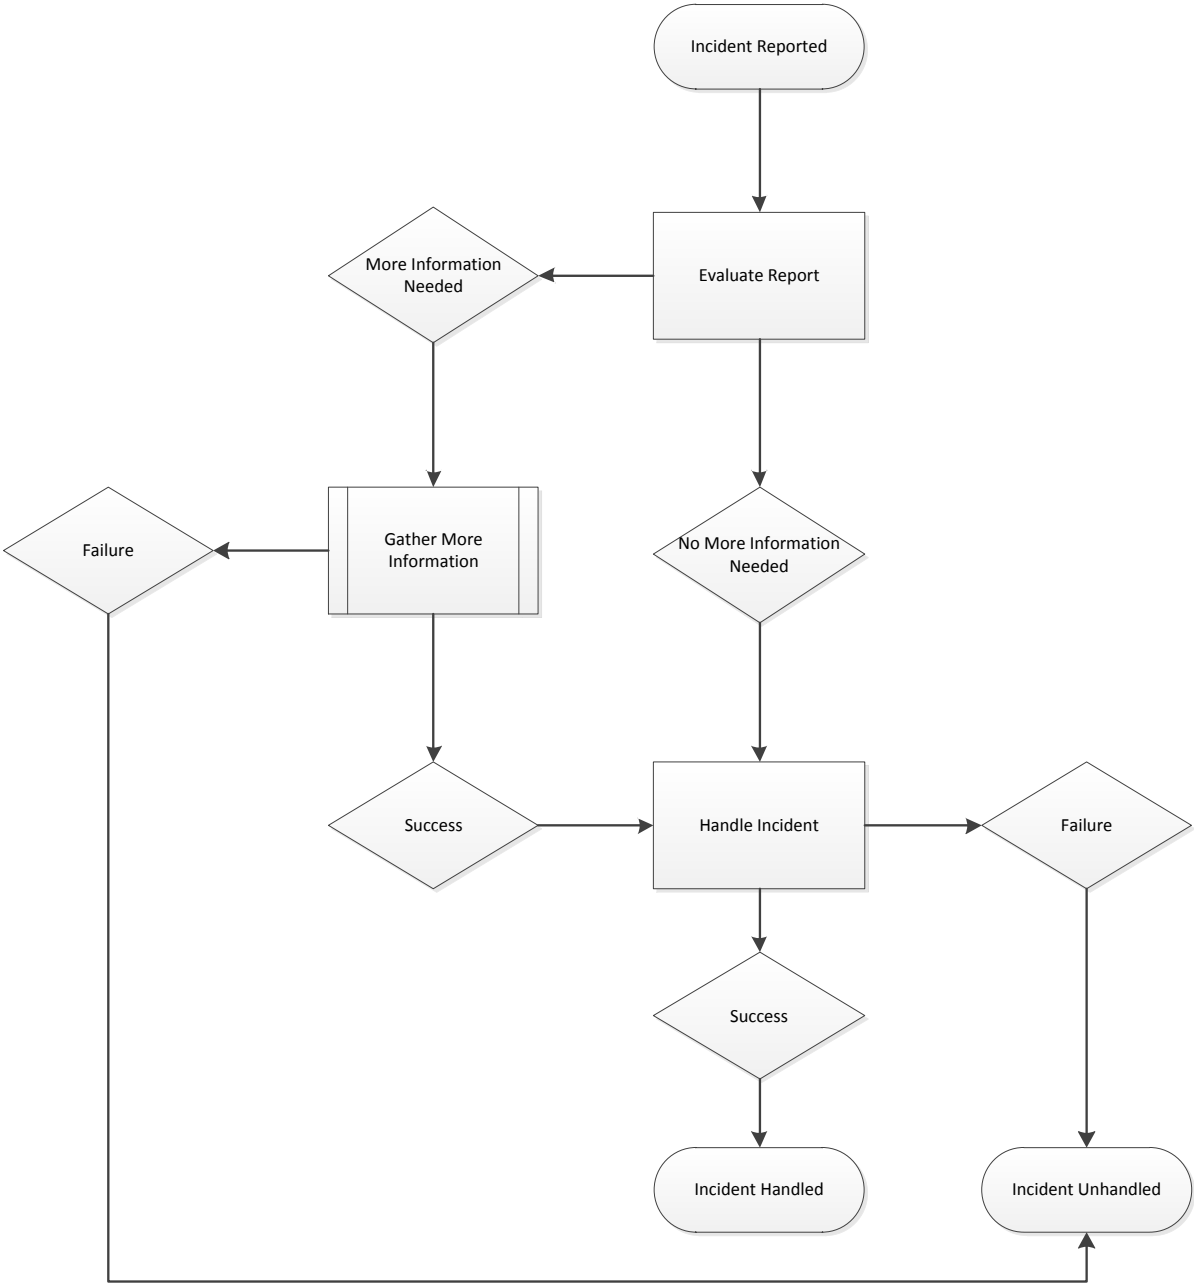 Incident Reported
More Information
Needed
Evaluate Report
Failure
Gather More
Information
No More Information
Needed
Success
Handle Incident
Failure
Success
Incident Handled
Incident Unhandled